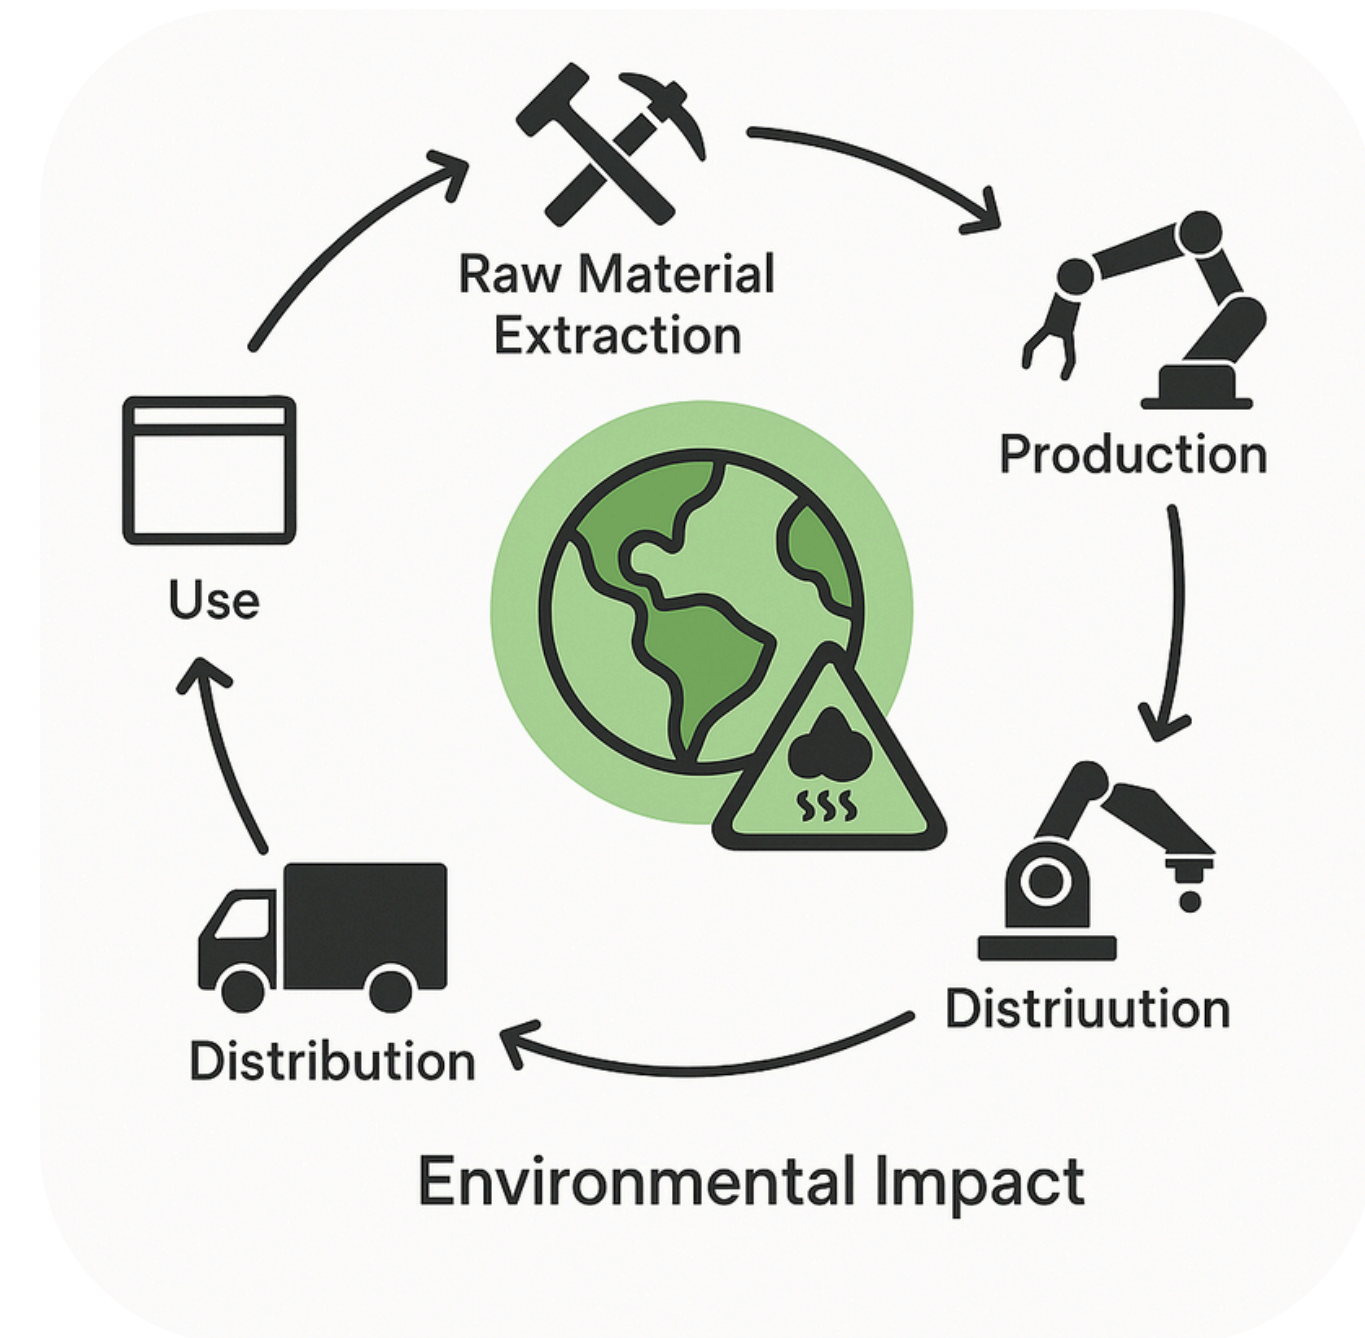 Raw Material
Extraction
Production
Use
Distriuution
Distribution
Environmental Impact